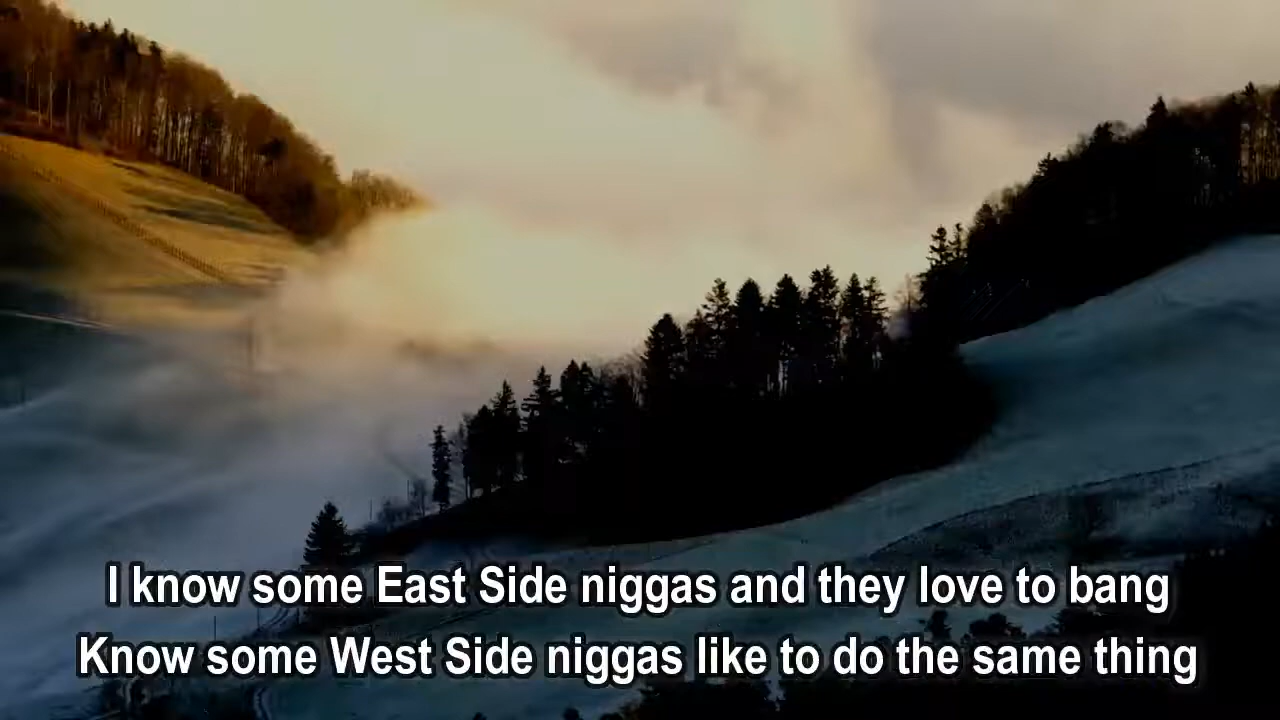 I know some East Side niggas and they love to bang
Know some West Side niggas like to do the same thing